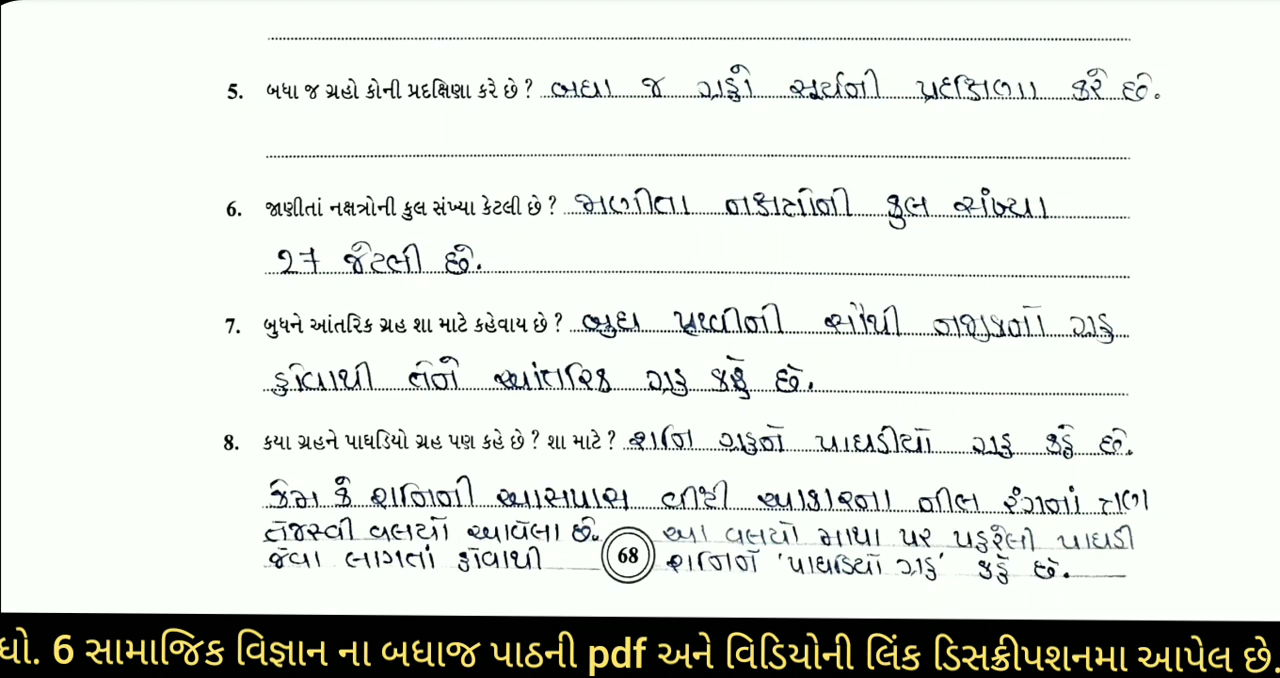 5. બધા જ ગ્રહો કોની પ્રદક્ષિણા કરે છે ? બધા જ ગ્રહો સૂર્યની પ્રદક્ષિણા કરે છે.
6. જાણીતાં નક્ષત્રોની કુલ સંખ્યા કેટલી છે ? જાણીતા નક્ષત્રોની કુલ સંખ્યા
27 જેટલી છે.
7. બુધને આંતરિક ગ્રહ શા માટે કહેવાય છે ? બુધ પૃથ્વીની સૌથી નજીકનો ગ્રહ
હોવાથી તેને આંતરિક ગ્રહ કહે છે.
8. કયા ગ્રહને પાઘડિયો ગ્રહ પણ કહે છે ? શા માટે ? શનિ ગ્રહને પાઘડીયો ગ્રહ કહે છે.
કેમ કે શનિની આસપાસ લીટી આકારના નીલ રંગનાં ત્રણ
તેજસ્વી વલયો આવેલા છે. આ વલયો માથા પર પહેરેલી પાઘડી
જેવા લાગતાં હોવાથી શનિને 'પાઘડિયો ગ્રહ' કહે છે.
68
ધો. 6 સામાજિક વિજ્ઞાન ના બધાજ પાઠની pdf અને વિડિયોની લિંક ડિસક્રીપશનમા આપેલ છે.